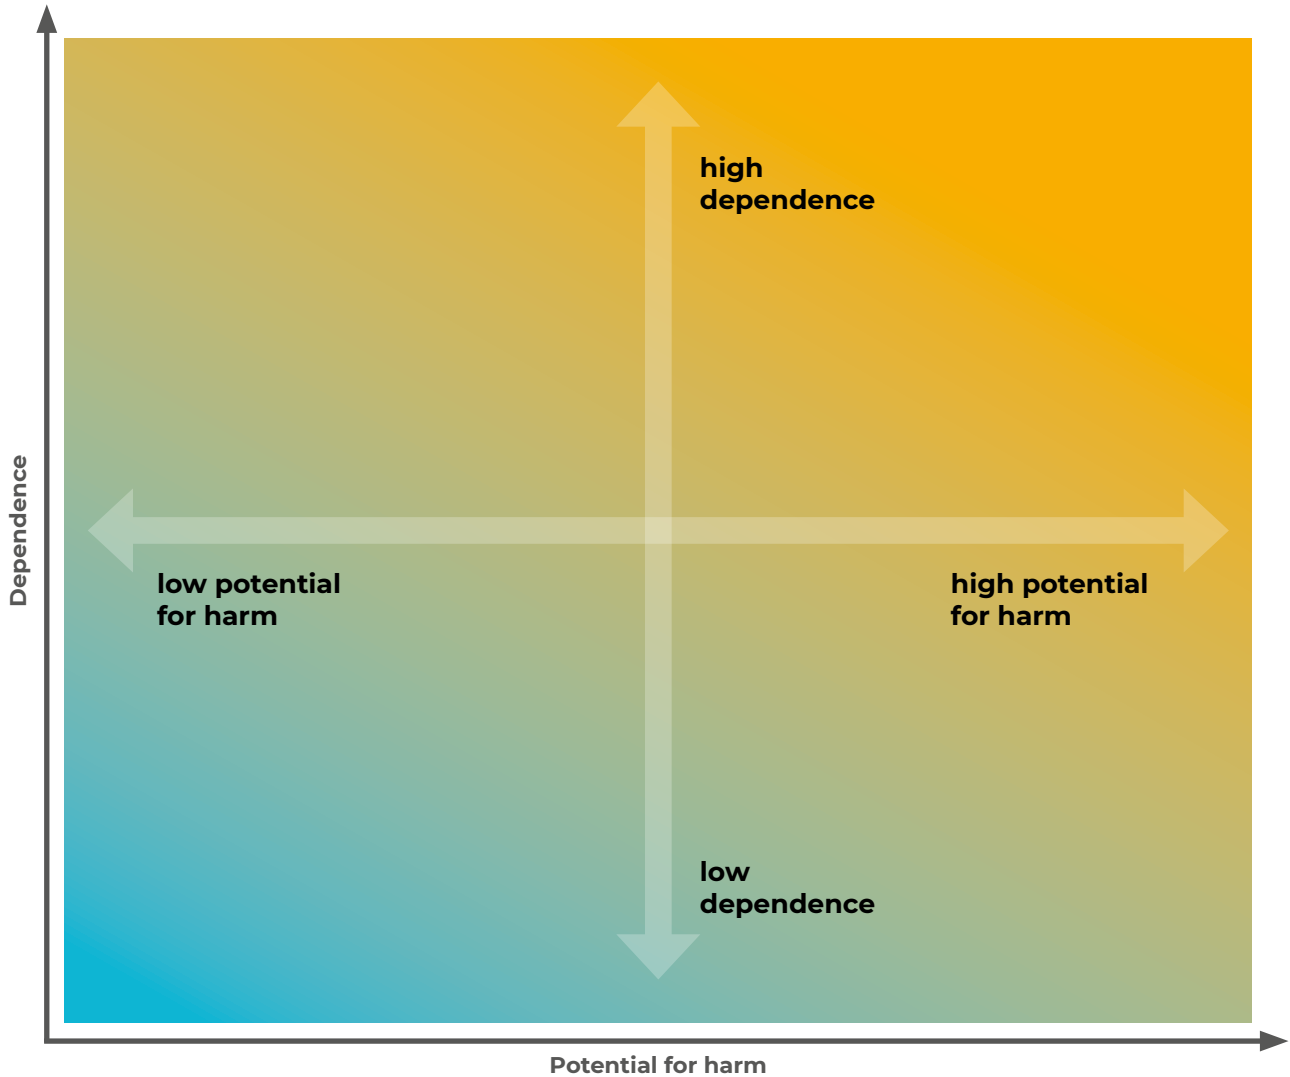 high
dependence
Dependence
low potential
for harm
high potential
for harm
low
dependence
Potential for harm